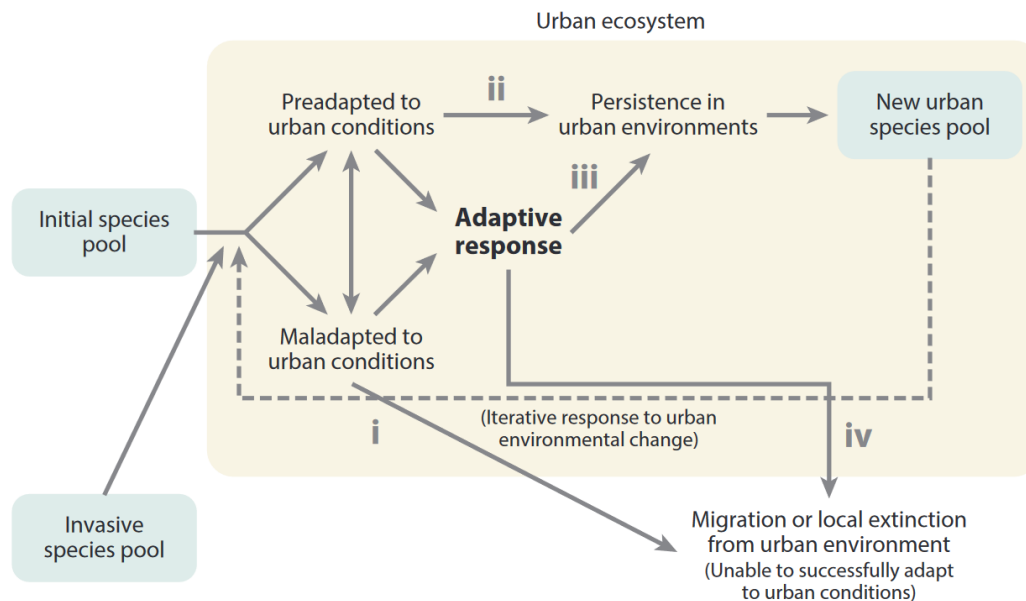 Urban ecosystem
Preadapted to
urban conditions
ii
Persistence in
urban environments
New urban
species pool
Initial species
pool
Adaptive
response
iii
Maladapted to
urban conditions
i
(Iterative response to urban
environmental change)
iv
Invasive
species pool
Migration or local extinction
from urban environment
(Unable to successfully adapt
to urban conditions)